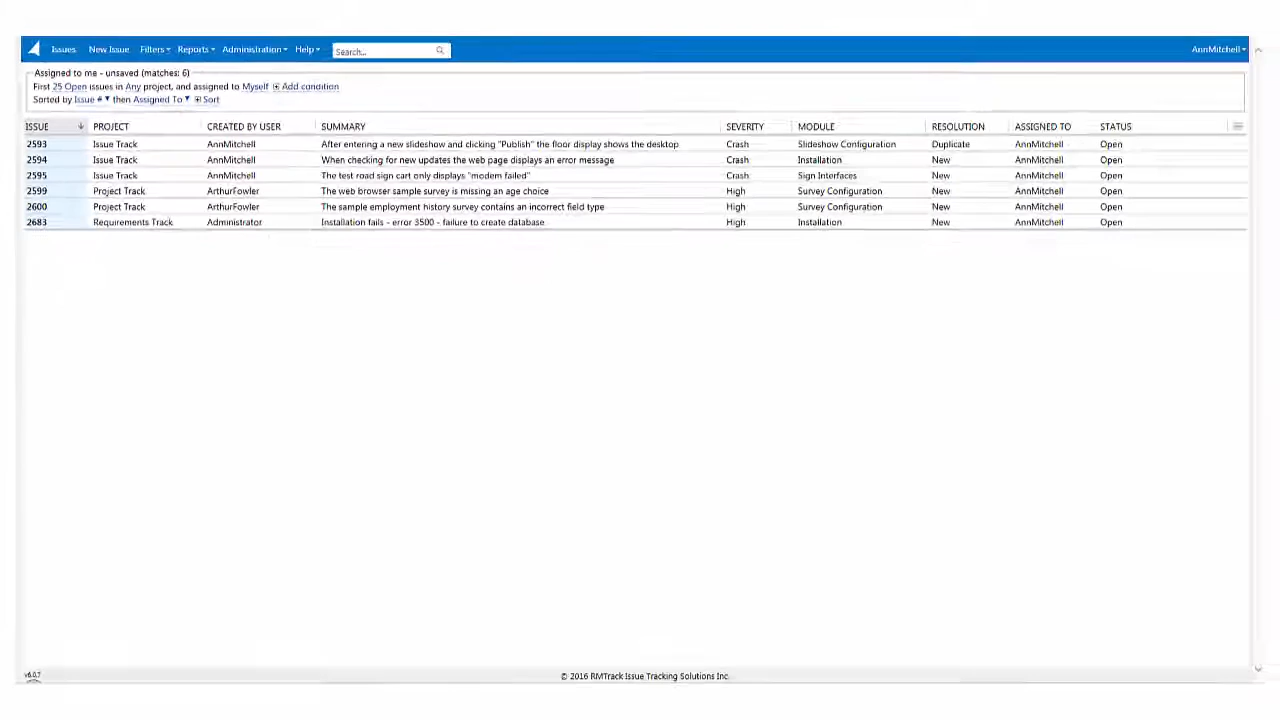 Issues New Issue Filters Reports Administration Help Search... AnnMitchell
Assigned to me - unsaved (matches: 6)
First 25 Open issues in Any project, and assigned to Myself Add condition
Sorted by Issue # then Assigned To Sort
ISSUE PROJECT CREATED BY USER SUMMARY SEVERITY MODULE RESOLUTION ASSIGNED TO STATUS
2593 Issue Track AnnMitchell After entering a new slideshow and clicking "Publish" the floor display shows the desktop Crash Slideshow Configuration Duplicate AnnMitchell Open
2594 Issue Track AnnMitchell When checking for new updates the web page displays an error message Crash Installation New AnnMitchell Open
2595 Issue Track AnnMitchell The test road sign cart only displays "modem failed" Crash Sign Interfaces New AnnMitchell Open
2599 Project Track ArthurFowler The web browser sample survey is missing an age choice High Survey Configuration New AnnMitchell Open
2600 Project Track ArthurFowler The sample employment history survey contains an incorrect field type High Survey Configuration New AnnMitchell Open
2683 Requirements Track Administrator Installation fails - error 3500 - failure to create database High Installation New AnnMitchell Open
v6.0.7 © 2016 RMTrack Issue Tracking Solutions Inc.